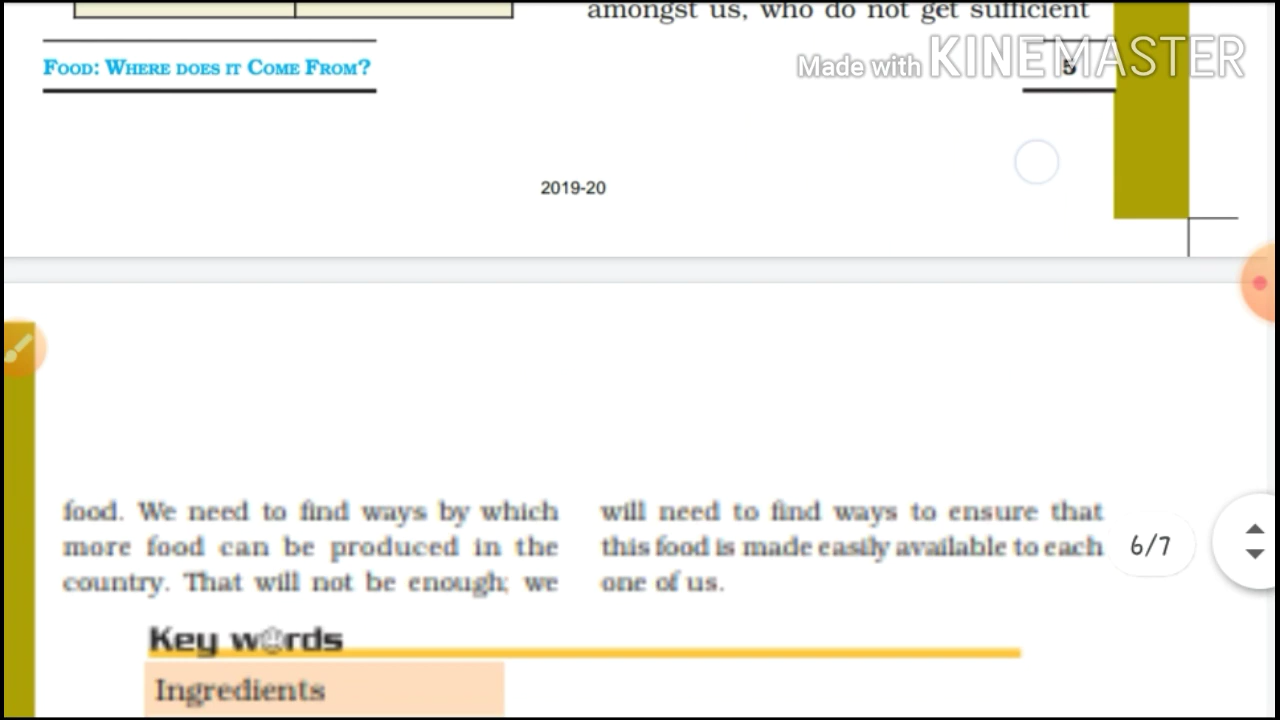 amongst us, who do not get sufficient
FOOD: WHERE DOES IT COME FROM?
Made with KINEMASTER
5
2019-20
food. We need to find ways by which
more food can be produced in the
country. That will not be enough; we
will need to find ways to ensure that
this food is made easily available to each
one of us.
6/7
Key words
Ingredients